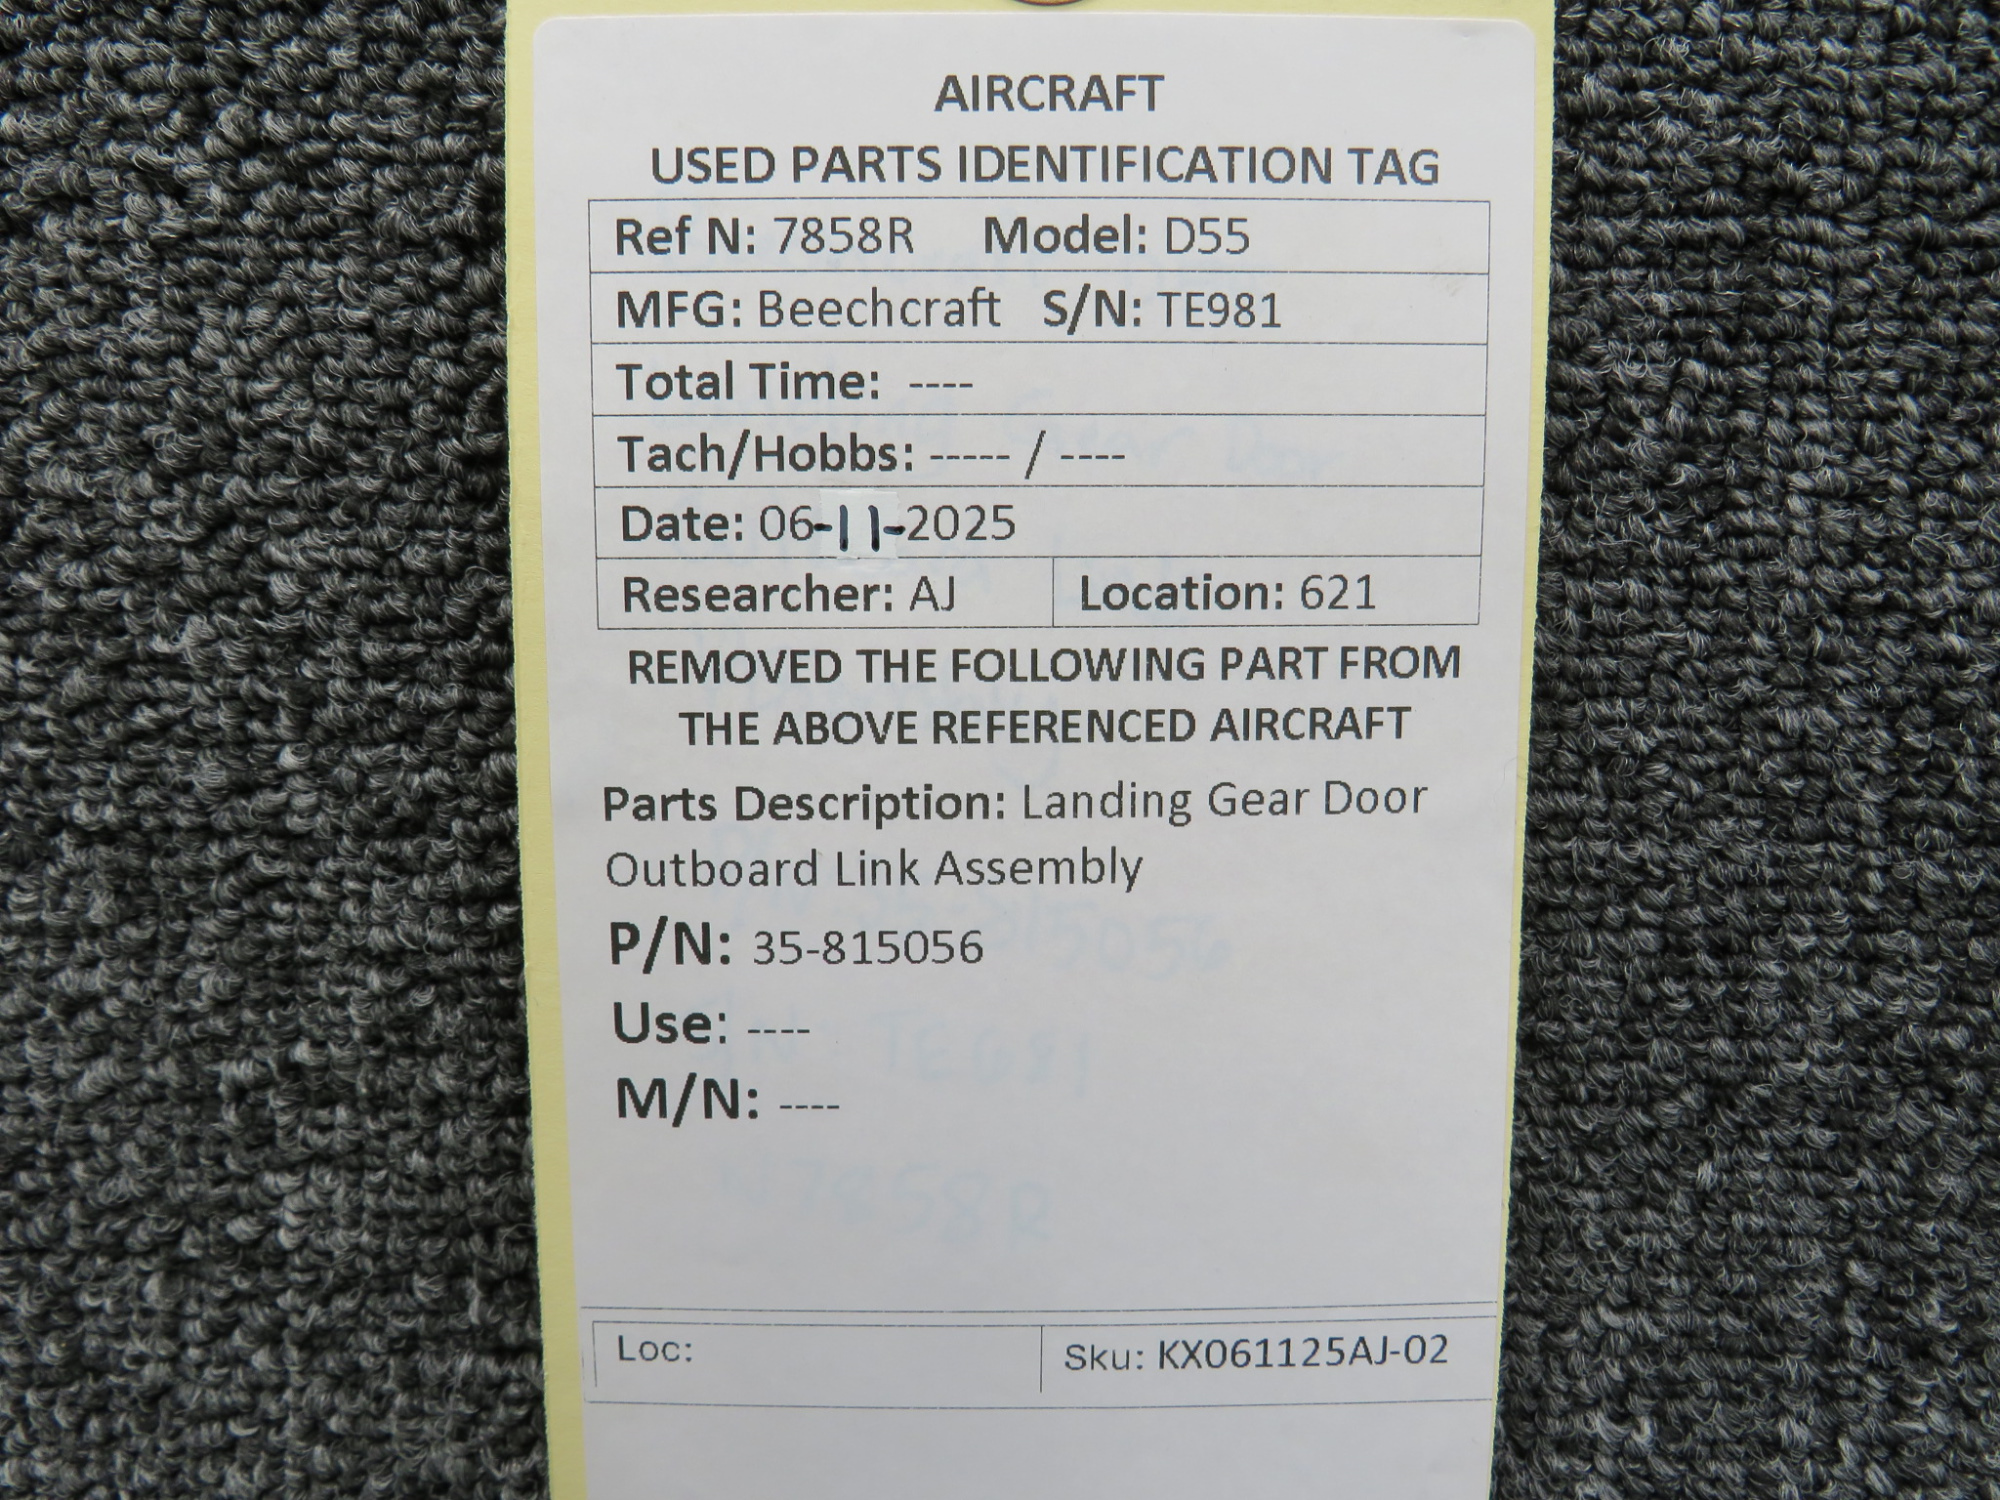 AIRCRAFT
USED PARTS IDENTIFICATION TAG
Ref N: 7858R Model: D55
MFG: Beechcraft S/N: TE981
Total Time: ----
Tach/Hobbs: ----- / ----
Date: 06-11-2025
Researcher: AJ Location: 621
REMOVED THE FOLLOWING PART FROM
THE ABOVE REFERENCED AIRCRAFT
Parts Description: Landing Gear Door
Outboard Link Assembly
P/N: 35-815056
Use: ----
M/N: ----
Loc: Sku: KX061125AJ-02